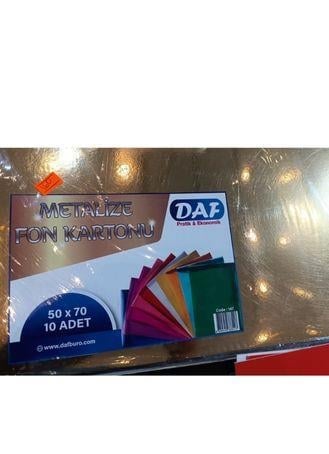 METALİZE
FON KARTONU
DAF
Pratik & Ekonomik
50 x 70
10 ADET
www.dafburo.com